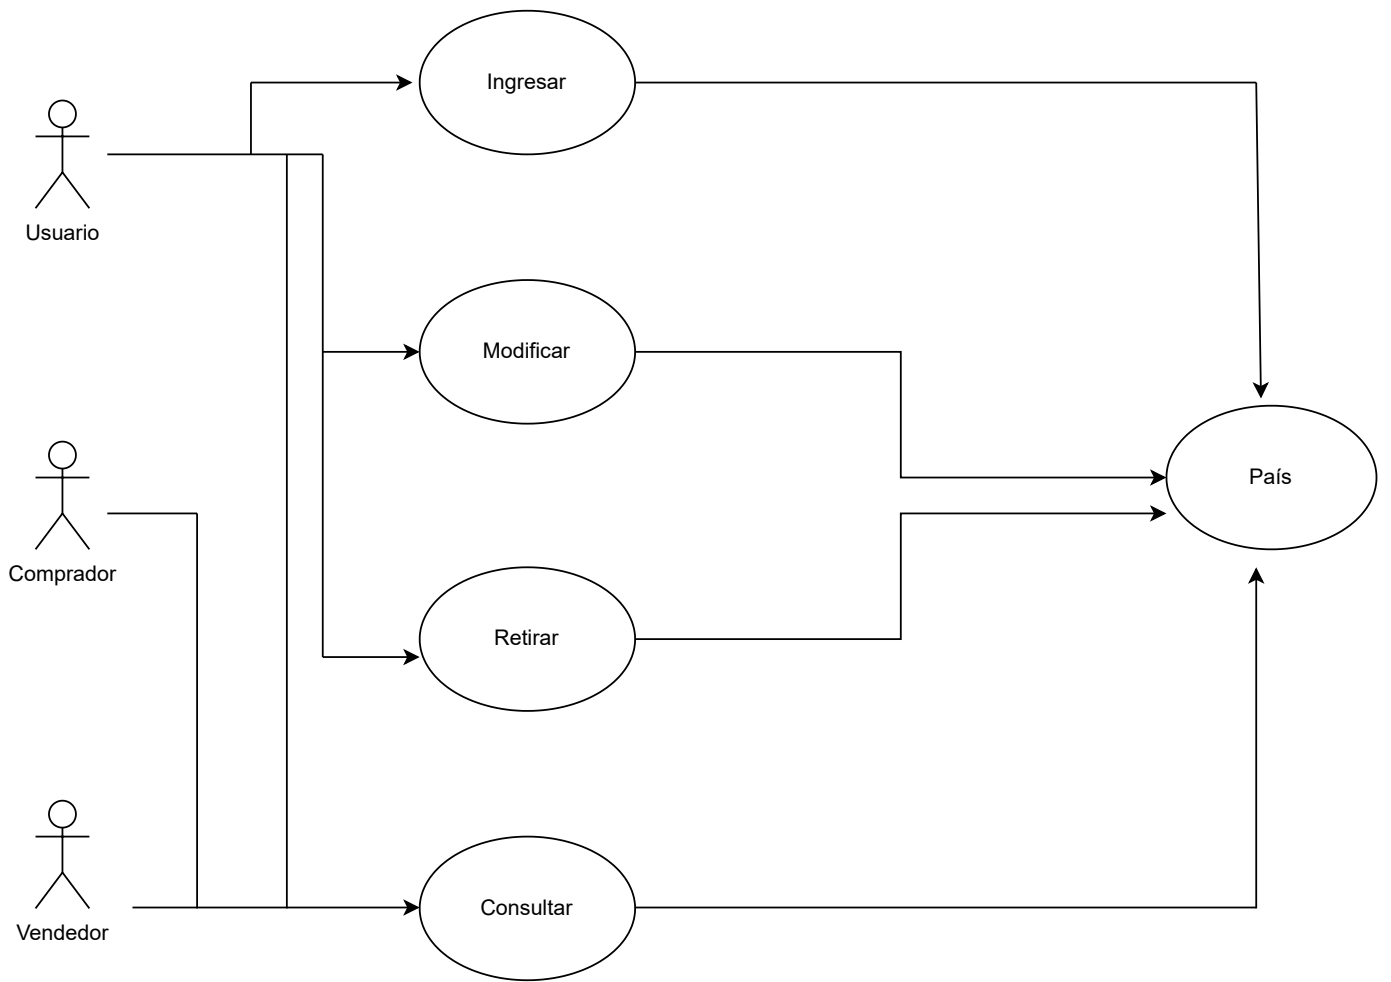 Ingresar
Usuario
Modificar
País
Comprador
Retirar
Consultar
Vendedor